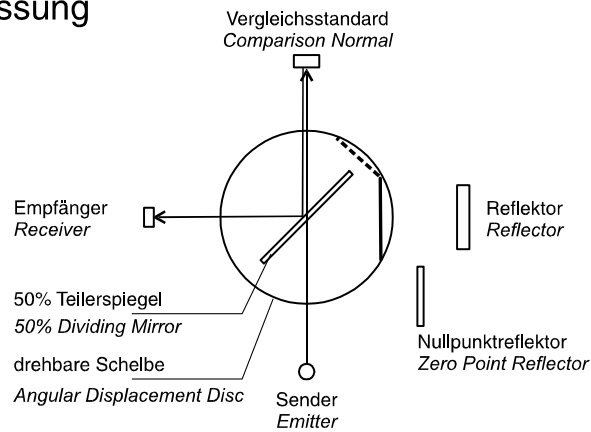 ssung
Vergleichsstandard
Comparison Normal
Empfänger
Receiver
Reflektor
Reflector
50% Teilerspiegel
50% Dividing Mirror
Nullpunktreflektor
Zero Point Reflector
drehbare Schelbe
Angular Displacement Disc
Sender
Emitter